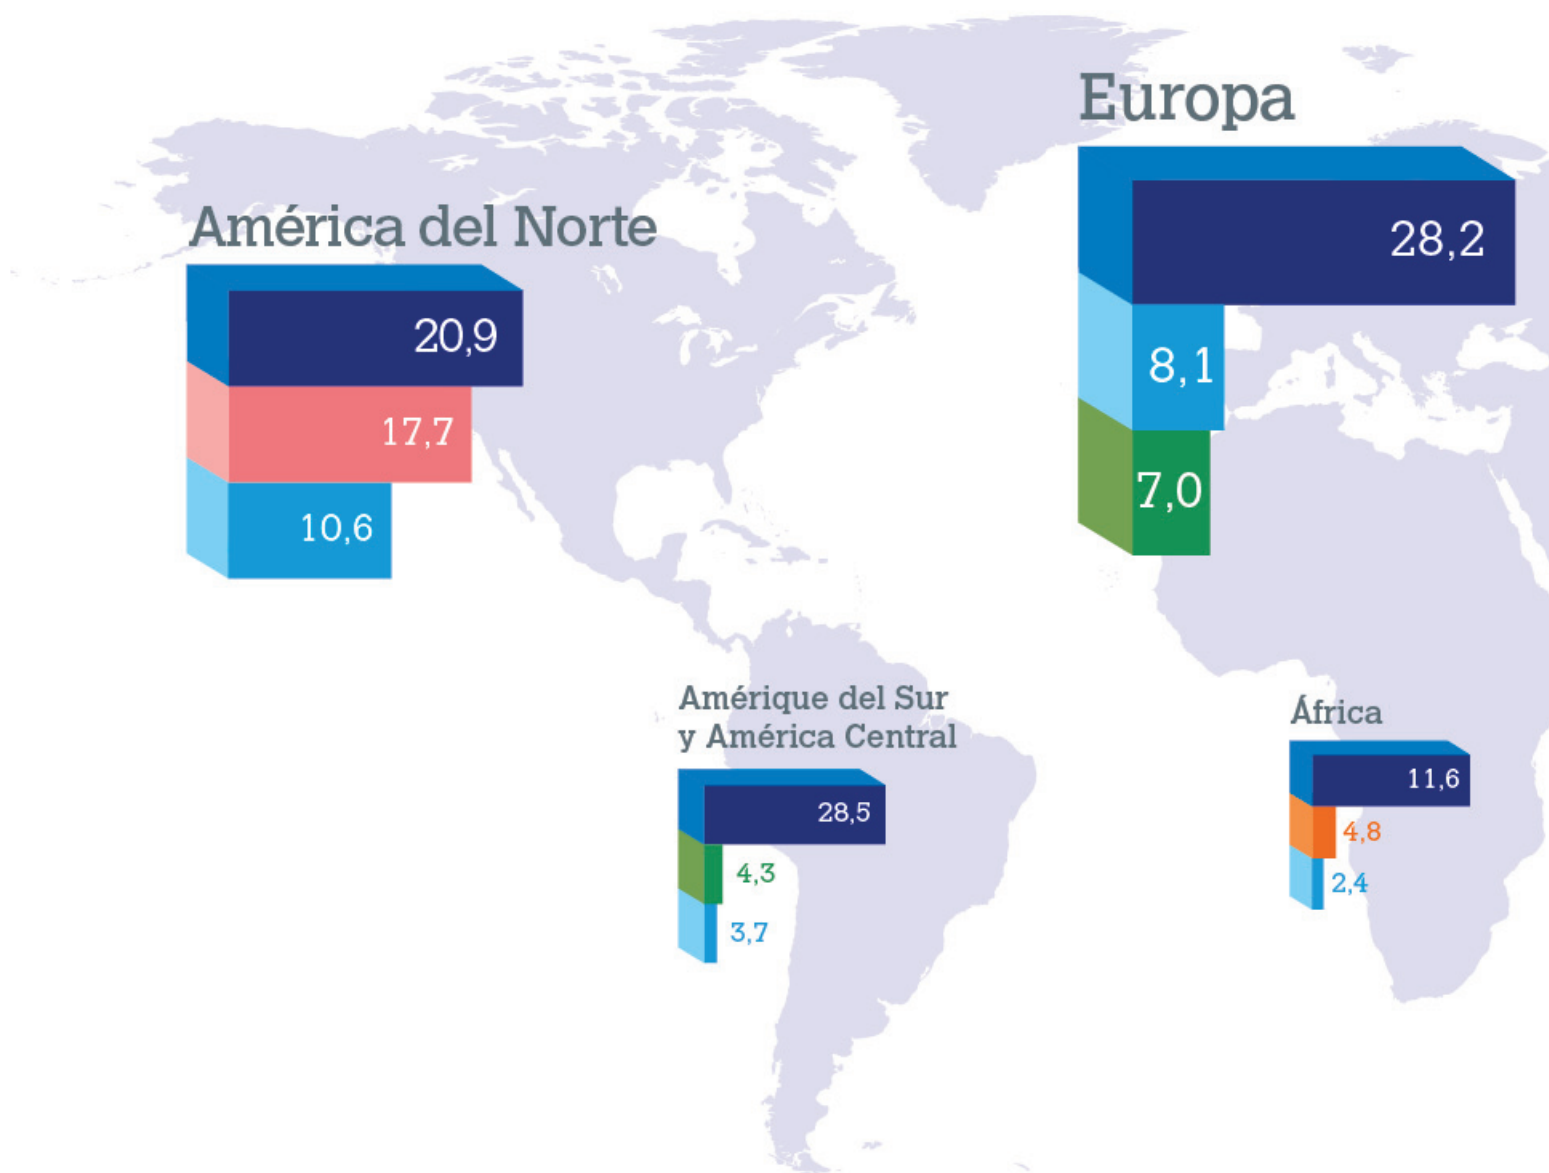 América del Norte
20,9
17,7
10,6
Europa
28,2
8,1
7,0
Amérique del Sur
y América Central
28,5
4,3
3,7
África
11,6
4,8
2,4